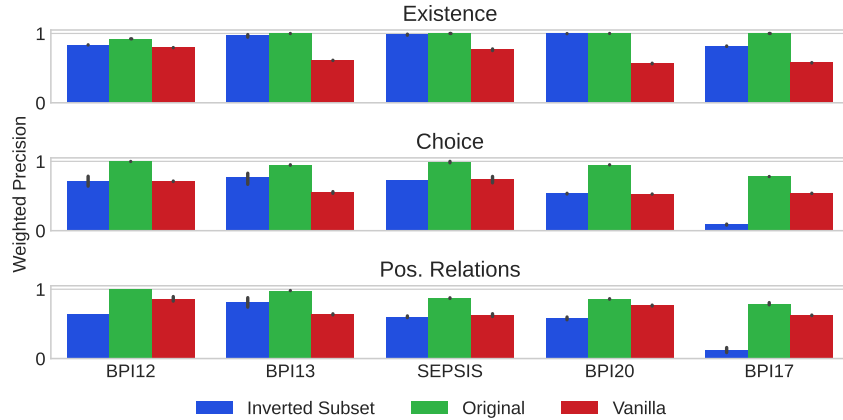 Existence
1
0
Choice
1
0
Weighted Precision
Pos. Relations
1
0
BPI12 BPI13 SEPSIS BPI20 BPI17
Inverted Subset Original Vanilla